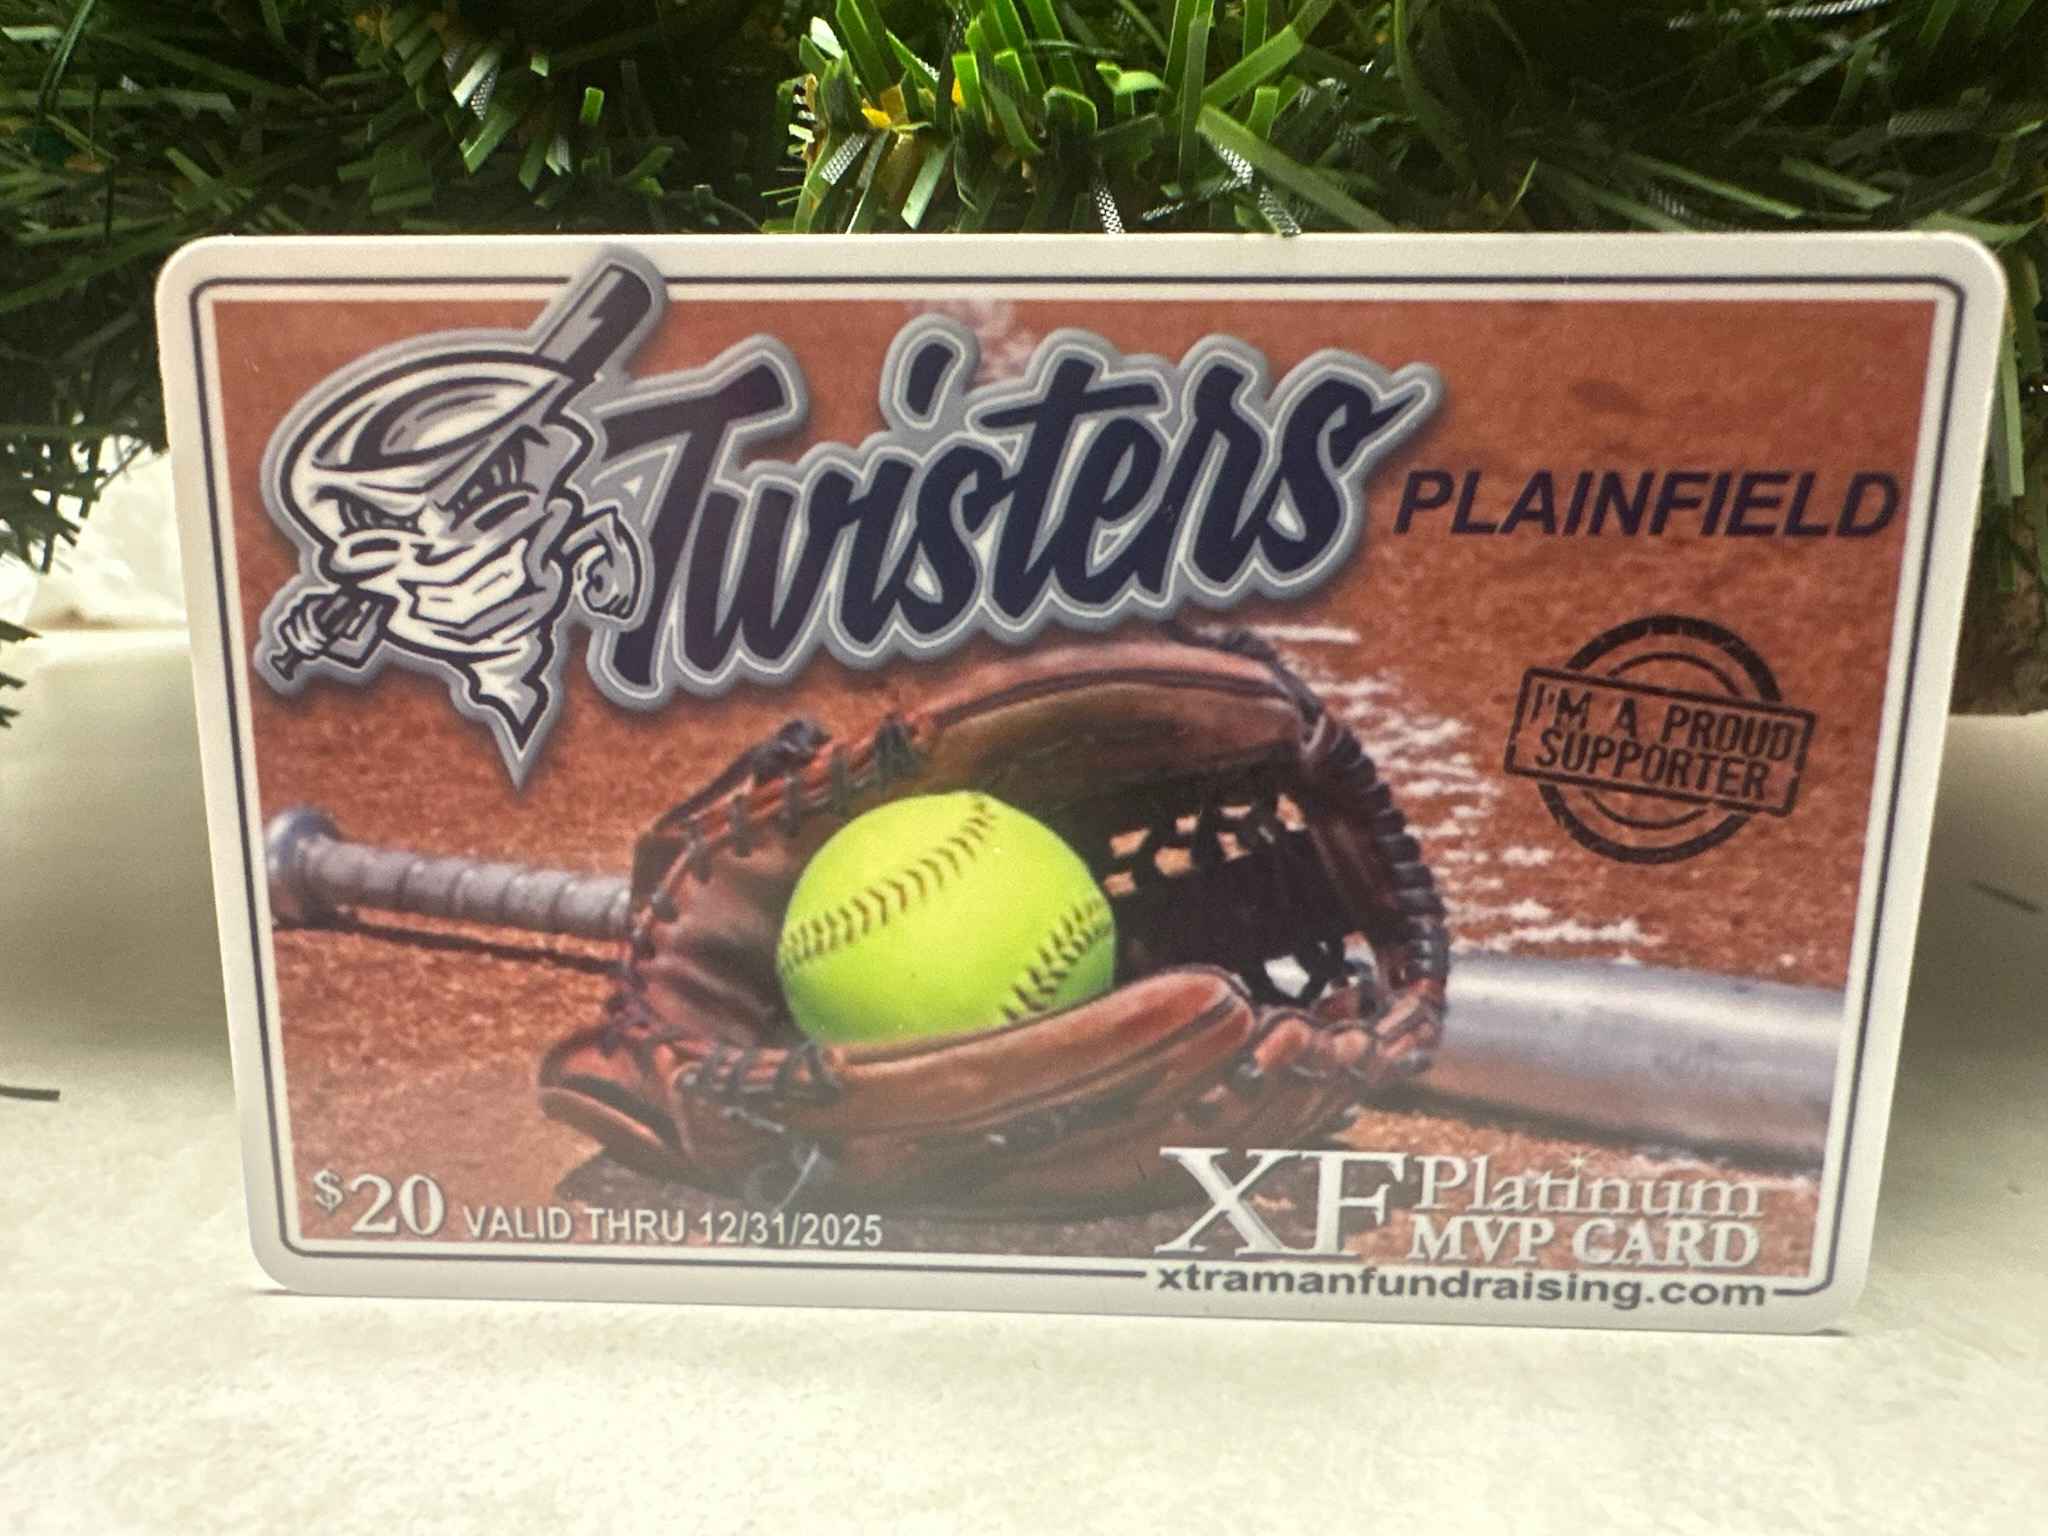 Twisters
PLAINFIELD
I'M A PROUD
SUPPORTER
$20 VALID THRU 12/31/2025
XF Platinum
MVP CARD
xtramanfundraising.com